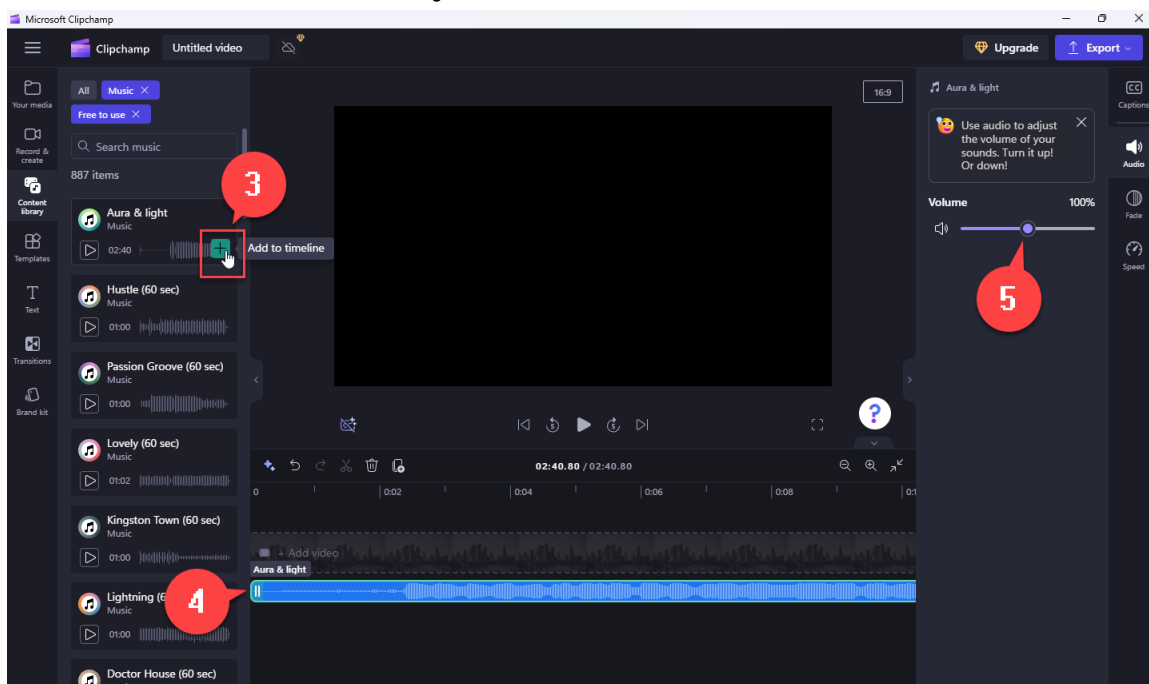 Microsoft Clipchamp
Clipchamp
Untitled video
Upgrade
Export
Your media
Record &
create
Content
library
Templates
Text
Transitions
Brand kit
All
Music
Free to use
Search music
887 items
Aura & light
Music
02:40
Add to timeline
3
Hustle (60 sec)
Music
01:00
Passion Groove (60 sec)
Music
01:00
Lovely (60 sec)
Music
01:02
Kingston Town (60 sec)
Music
01:00
Lightning (6
Music
01:00
Doctor House (60 sec)
16:9
5
5
?
02:40.80 / 02:40.80
0
0:02
0:04
0:06
0:08
+ Add video
Aura & light
4
Aura & light
Use audio to adjust
the volume of your
sounds. Turn it up!
Or down!
Volume
100%
5
CC
Captions
Audio
Fade
Speed